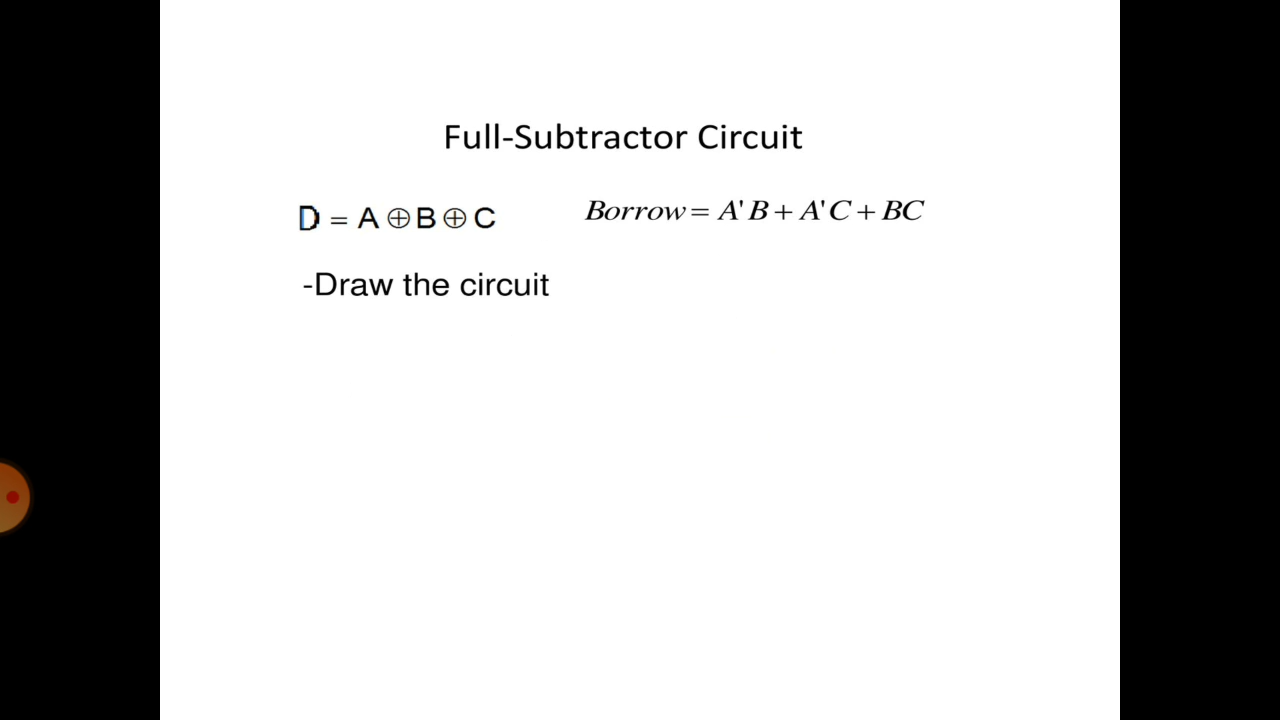 Full-Subtractor Circuit
D = A ⊕ B ⊕ C
Borrow = A'B + A'C + BC
-Draw the circuit